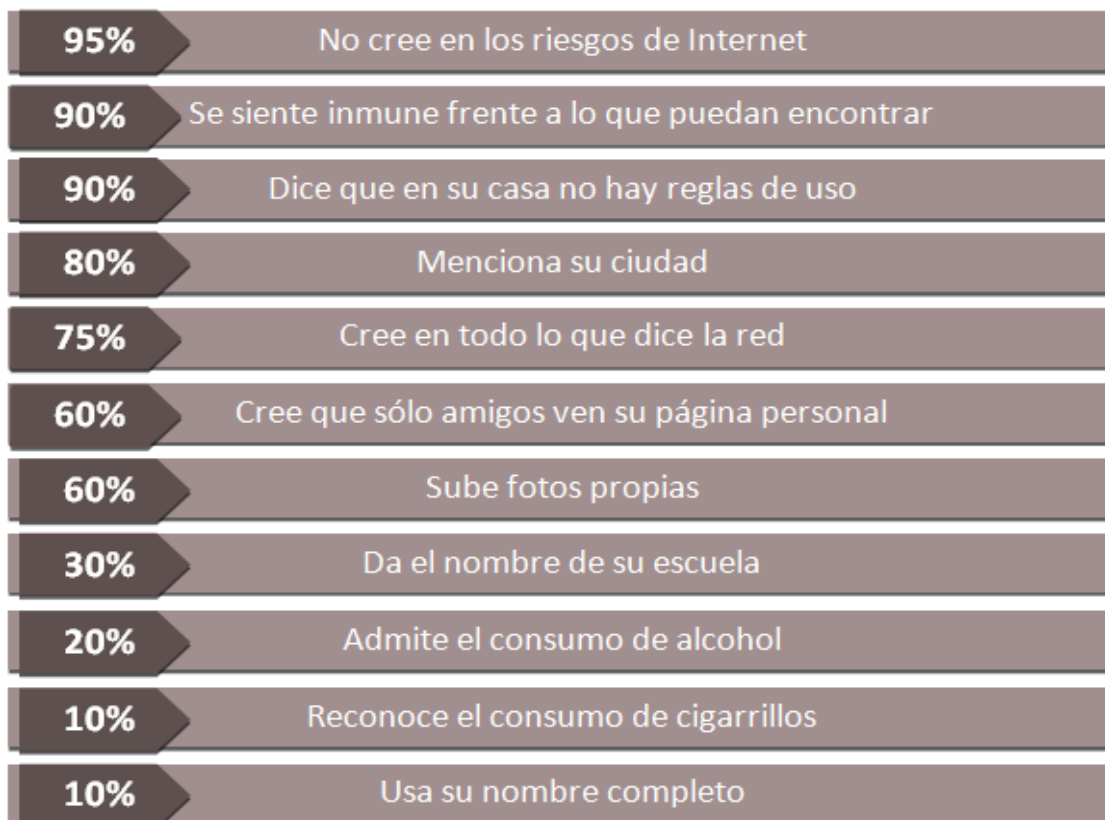 95% No cree en los riesgos de Internet
90% Se siente inmune frente a lo que puedan encontrar
90% Dice que en su casa no hay reglas de uso
80% Menciona su ciudad
75% Cree en todo lo que dice la red
60% Cree que sólo amigos ven su página personal
60% Sube fotos propias
30% Da el nombre de su escuela
20% Admite el consumo de alcohol
10% Reconoce el consumo de cigarrillos
10% Usa su nombre completo